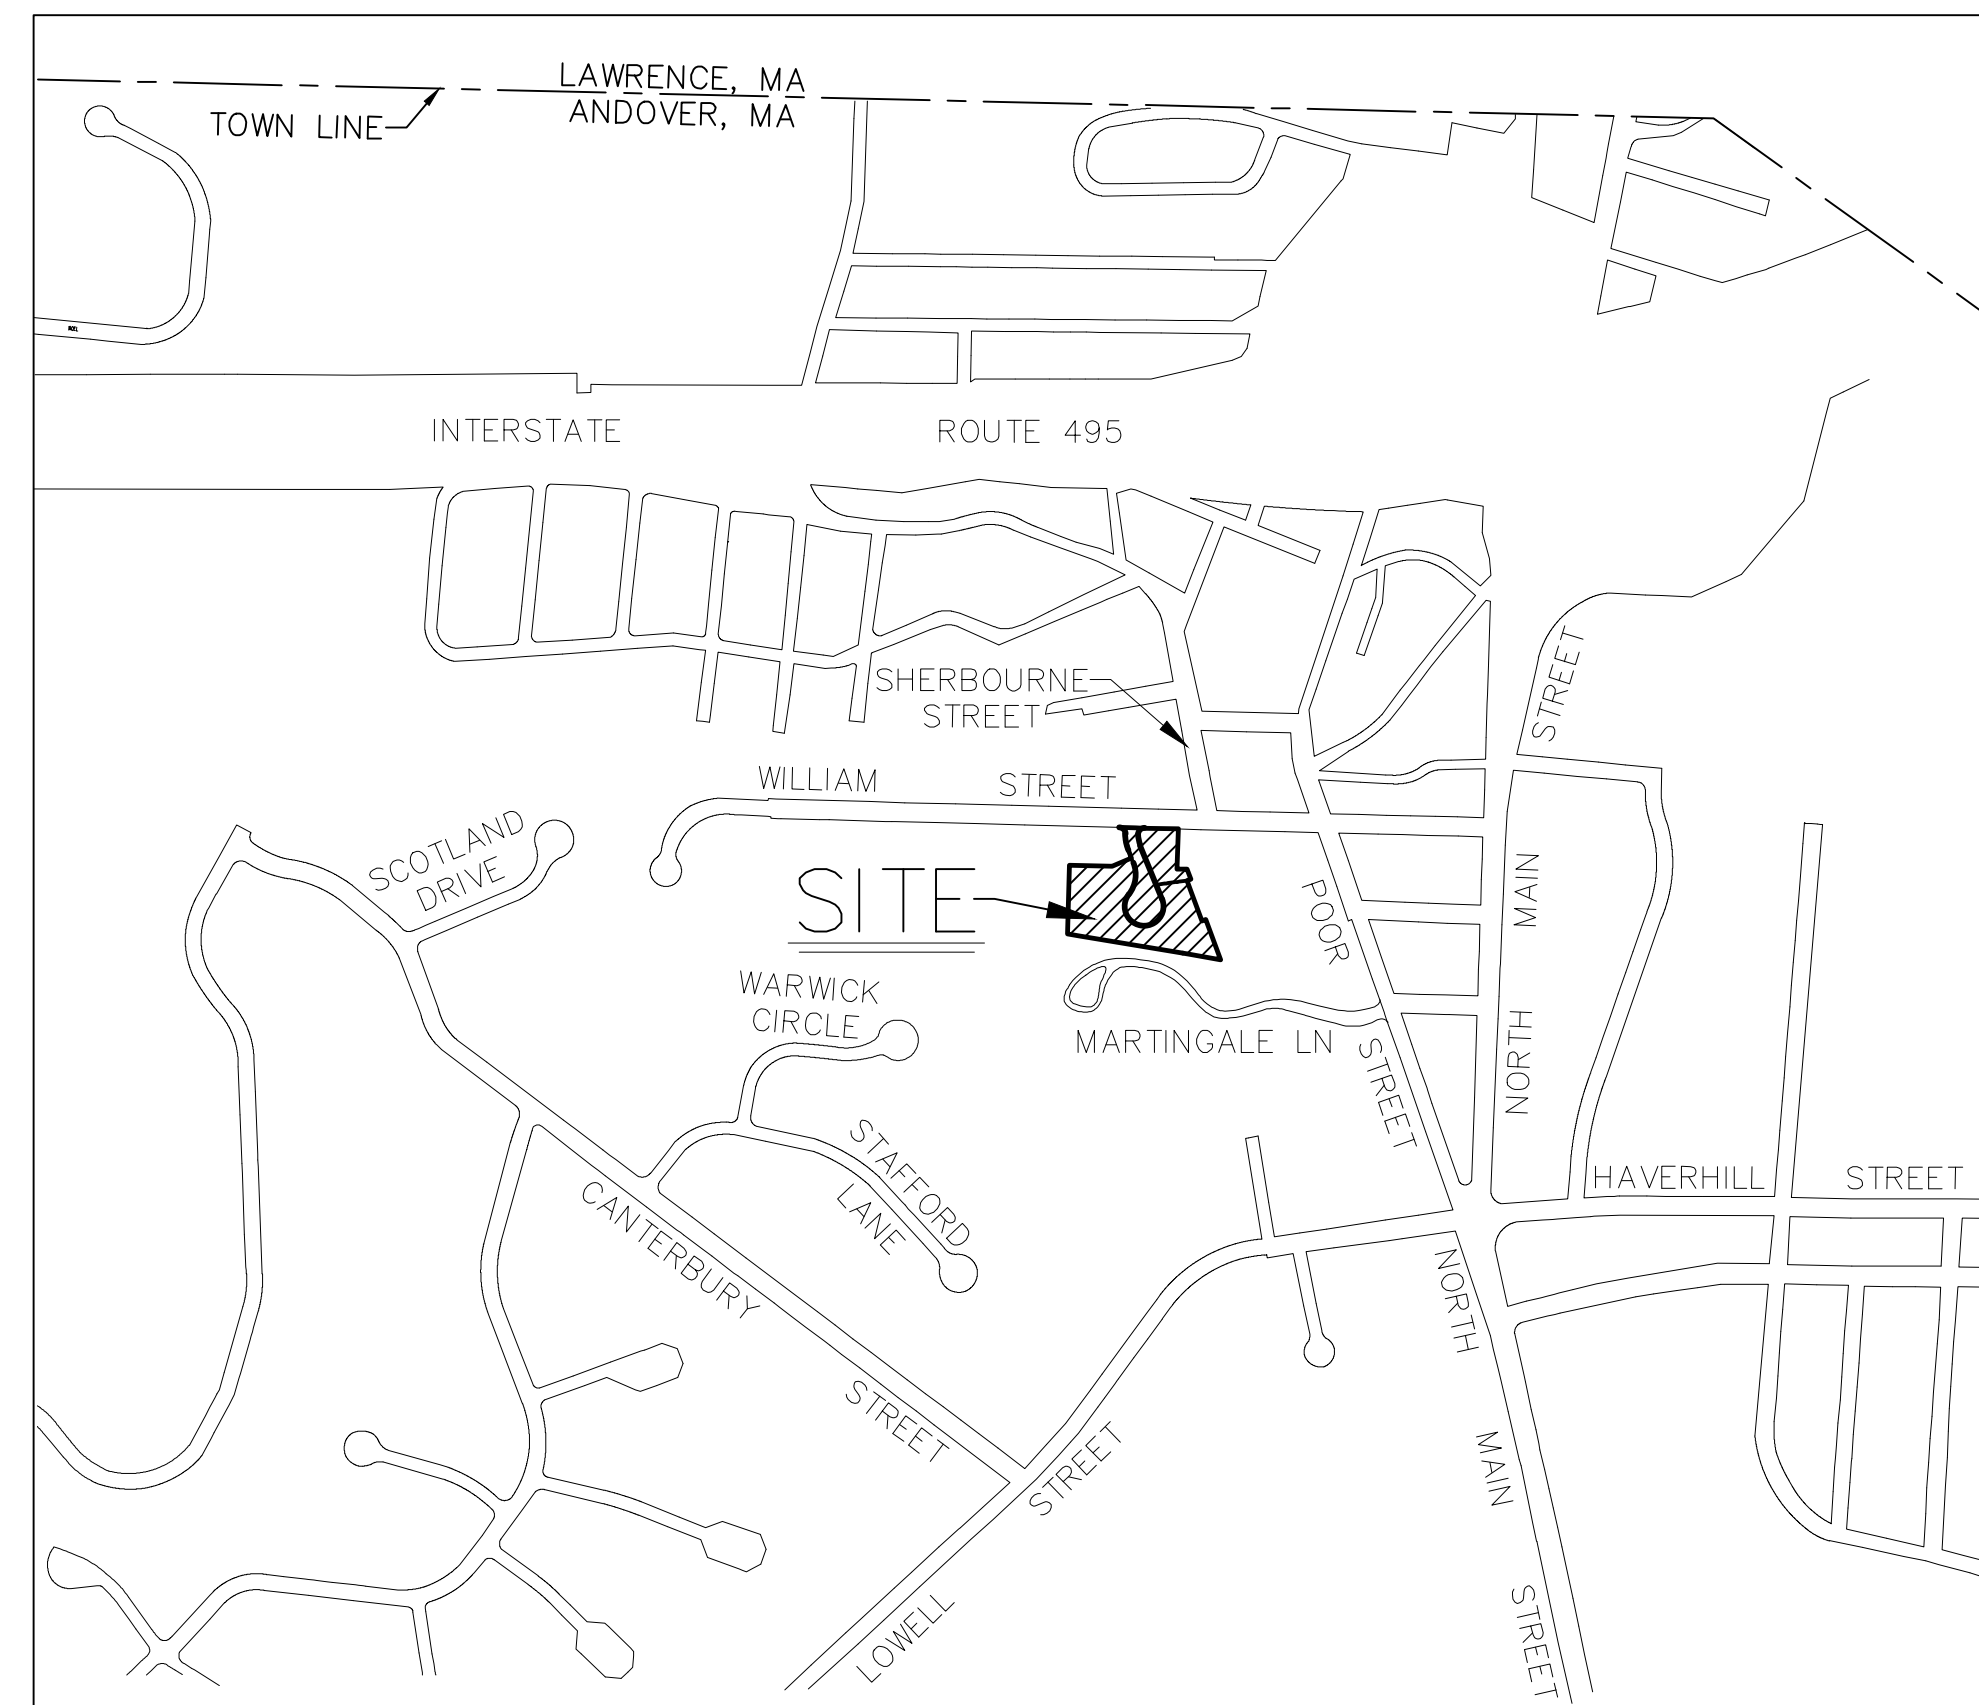 LAWRENCE, MA
ANDOVER, MA
TOWN LINE
INTERSTATE ROUTE 495
SHERBOURNE
STREET
STREET
WILLIAM STREET
SCOTLAND
DRIVE
SITE
POOR STREET
NORTH MAIN
WARWICK
CIRCLE
MARTINGALE LN
STAFFORD
LANE
HAVERHILL STREET
CANTERBURY STREET
NORTH MAIN STREET
LOWELL STREET